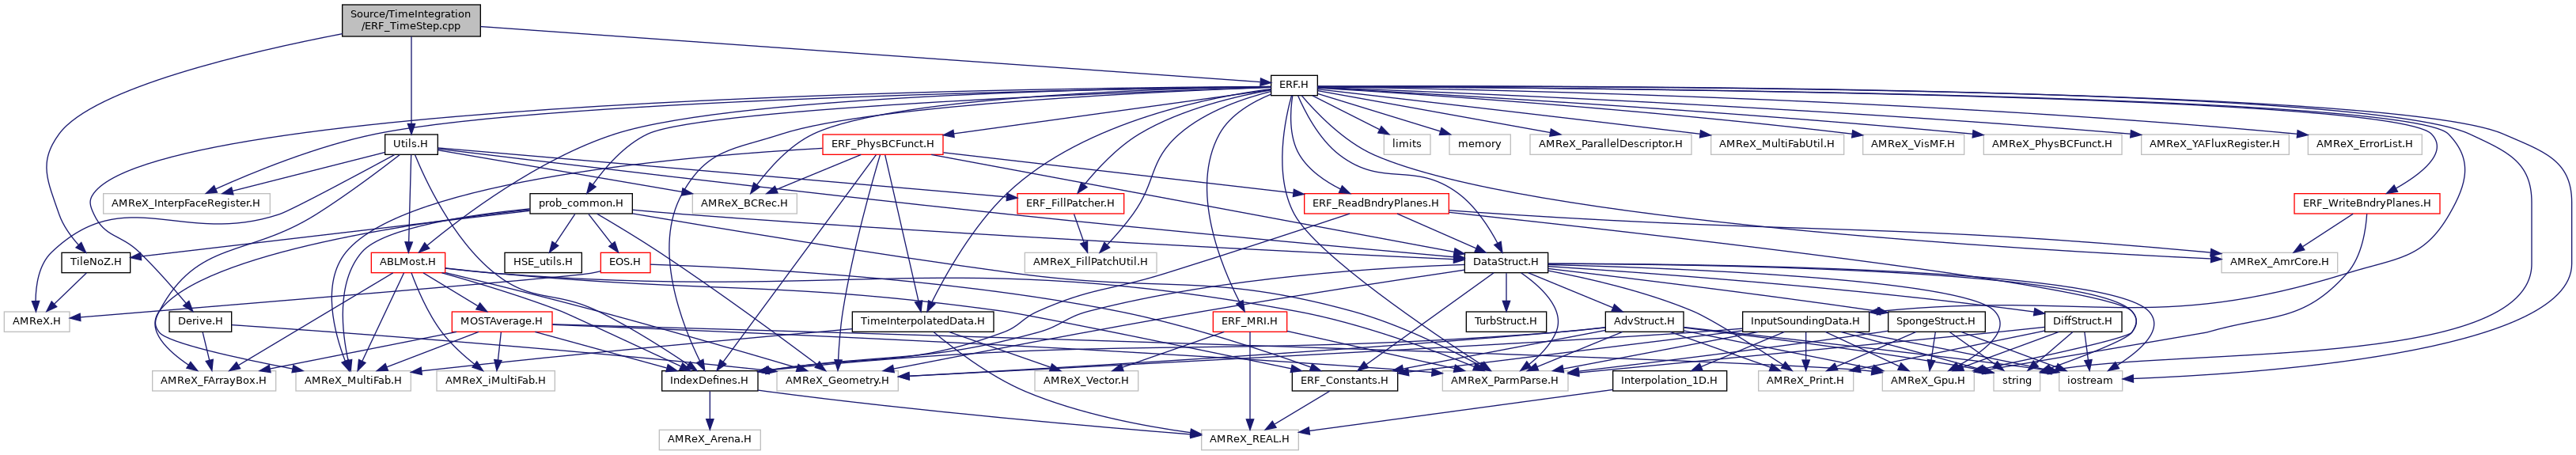 Source/TimeIntegration
/ERF_TimeStep.cpp
ERF.H
Utils.H
ERF_PhysBCFunct.H
limits
memory
AMReX_ParallelDescriptor.H
AMReX_MultiFabUtil.H
AMReX_VisMF.H
AMReX_PhysBCFunct.H
AMReX_YAFluxRegister.H
AMReX_ErrorList.H
AMReX_InterpFaceRegister.H
prob_common.H
AMReX_BCRec.H
ERF_FillPatcher.H
ERF_ReadBndryPlanes.H
ERF_WriteBndryPlanes.H
TileNoZ.H
ABLMost.H
HSE_utils.H
EOS.H
AMReX_FillPatchUtil.H
DataStruct.H
AMReX_AmrCore.H
AMReX.H
Derive.H
MOSTAverage.H
TimeInterpolatedData.H
ERF_MRI.H
TurbStruct.H
AdvStruct.H
InputSoundingData.H
SpongeStruct.H
DiffStruct.H
AMReX_FArrayBox.H
AMReX_MultiFab.H
AMReX_iMultiFab.H
IndexDefines.H
AMReX_Geometry.H
AMReX_Vector.H
ERF_Constants.H
AMReX_ParmParse.H
Interpolation_1D.H
AMReX_Print.H
AMReX_Gpu.H
string
iostream
AMReX_Arena.H
AMReX_REAL.H